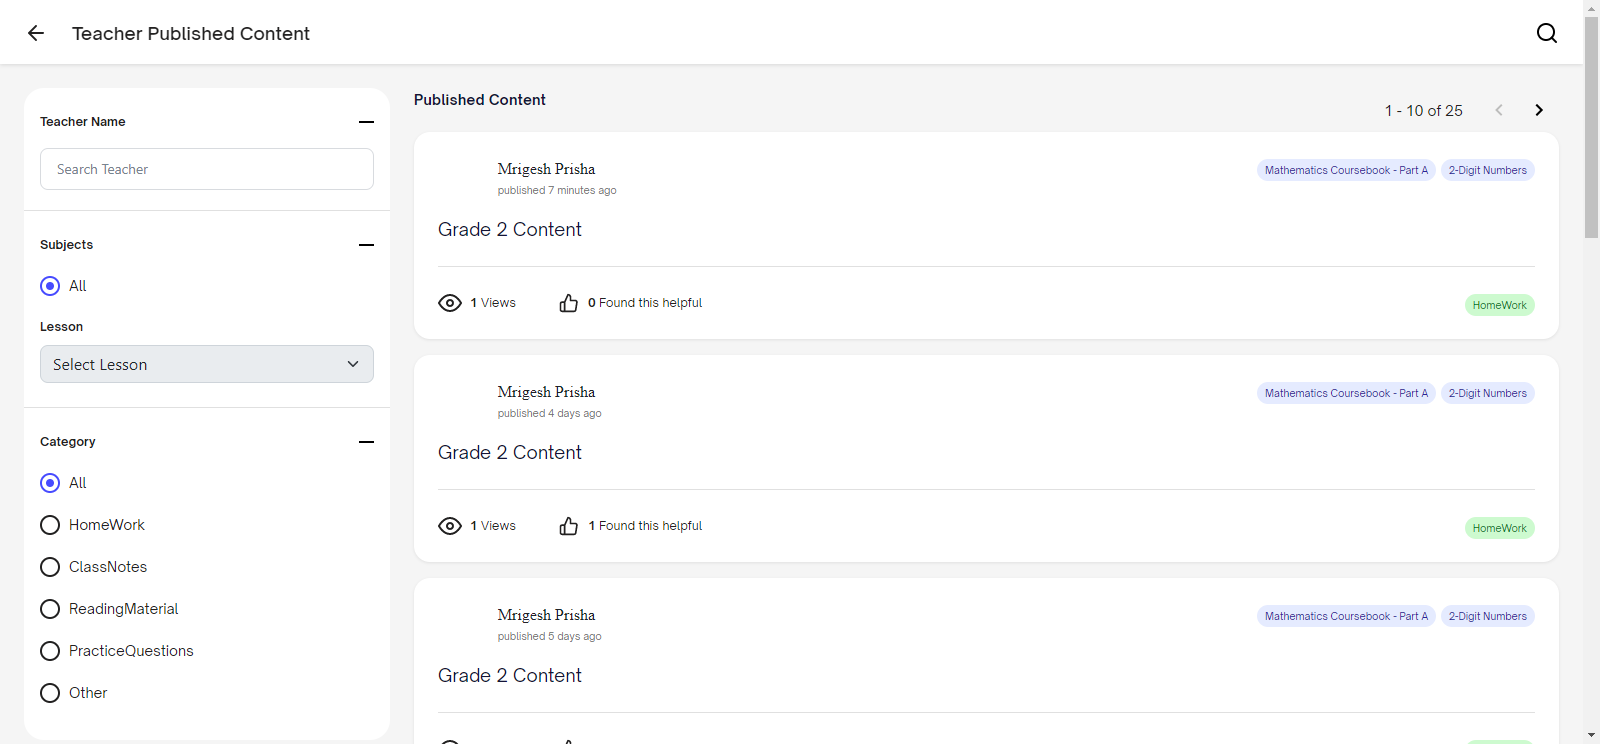 Teacher Published Content
Teacher Name
Search Teacher
Subjects
All
Lesson
Select Lesson
Category
All
HomeWork
ClassNotes
ReadingMaterial
PracticeQuestions
Other
Published Content
1 - 10 of 25
Mrigesh Prisha
published 7 minutes ago
Mathematics Coursebook - Part A
2-Digit Numbers
Grade 2 Content
1 Views
0 Found this helpful
HomeWork
Mrigesh Prisha
published 4 days ago
Mathematics Coursebook - Part A
2-Digit Numbers
Grade 2 Content
1 Views
1 Found this helpful
HomeWork
Mrigesh Prisha
published 5 days ago
Mathematics Coursebook - Part A
2-Digit Numbers
Grade 2 Content